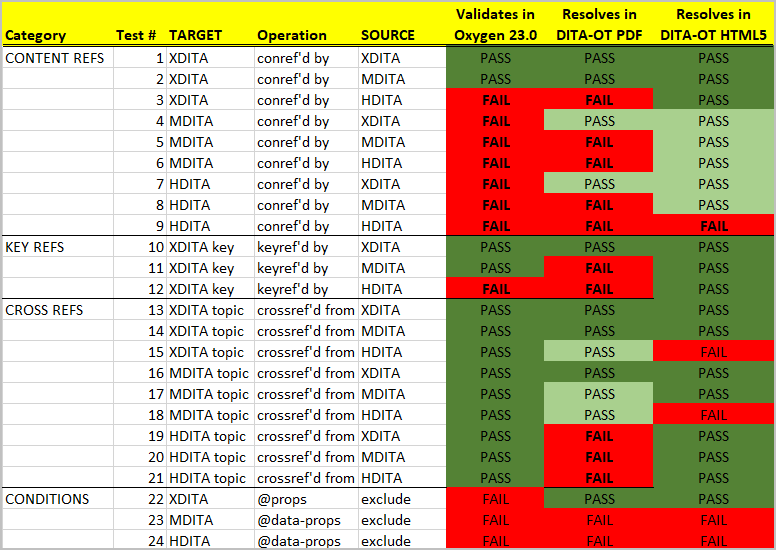 Validates in Resolves in Resolves in
Category Test # TARGET Operation SOURCE Oxygen 23.0 DITA-OT PDF DITA-OT HTML5
CONTENT REFS 1 XDITA conref'd by XDITA PASS PASS PASS
2 XDITA conref'd by MDITA PASS PASS PASS
3 XDITA conref'd by HDITA FAIL FAIL PASS
4 MDITA conref'd by XDITA FAIL PASS PASS
5 MDITA conref'd by MDITA FAIL FAIL PASS
6 MDITA conref'd by HDITA FAIL FAIL PASS
7 HDITA conref'd by XDITA FAIL PASS PASS
8 HDITA conref'd by MDITA FAIL FAIL PASS
9 HDITA conref'd by HDITA FAIL FAIL FAIL
KEY REFS 10 XDITA key keyref'd by XDITA PASS PASS PASS
11 XDITA key keyref'd by MDITA PASS FAIL PASS
12 XDITA key keyref'd by HDITA FAIL FAIL PASS
CROSS REFS 13 XDITA topic crossref'd from XDITA PASS PASS PASS
14 XDITA topic crossref'd from MDITA PASS PASS PASS
15 XDITA topic crossref'd from HDITA PASS PASS FAIL
16 MDITA topic crossref'd from XDITA PASS PASS PASS
17 MDITA topic crossref'd from MDITA PASS PASS PASS
18 MDITA topic crossref'd from HDITA PASS PASS FAIL
19 HDITA topic crossref'd from XDITA PASS FAIL PASS
20 HDITA topic crossref'd from MDITA PASS FAIL PASS
21 HDITA topic crossref'd from HDITA PASS FAIL PASS
CONDITIONS 22 XDITA @props exclude FAIL PASS PASS
23 MDITA @data-props exclude FAIL FAIL FAIL
24 HDITA @data-props exclude FAIL FAIL FAIL